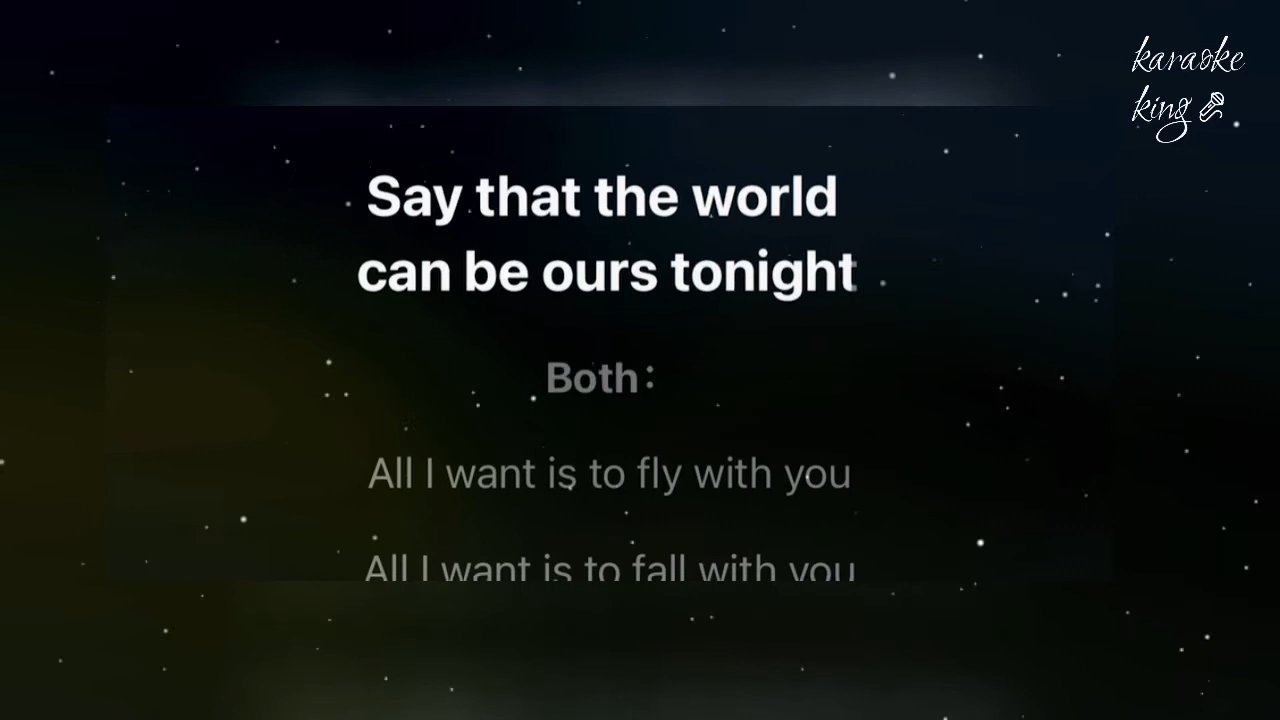 karaoke
king
Say that the world
can be ours tonight
Both:
All I want is to fly with you
All I want is to fall with you